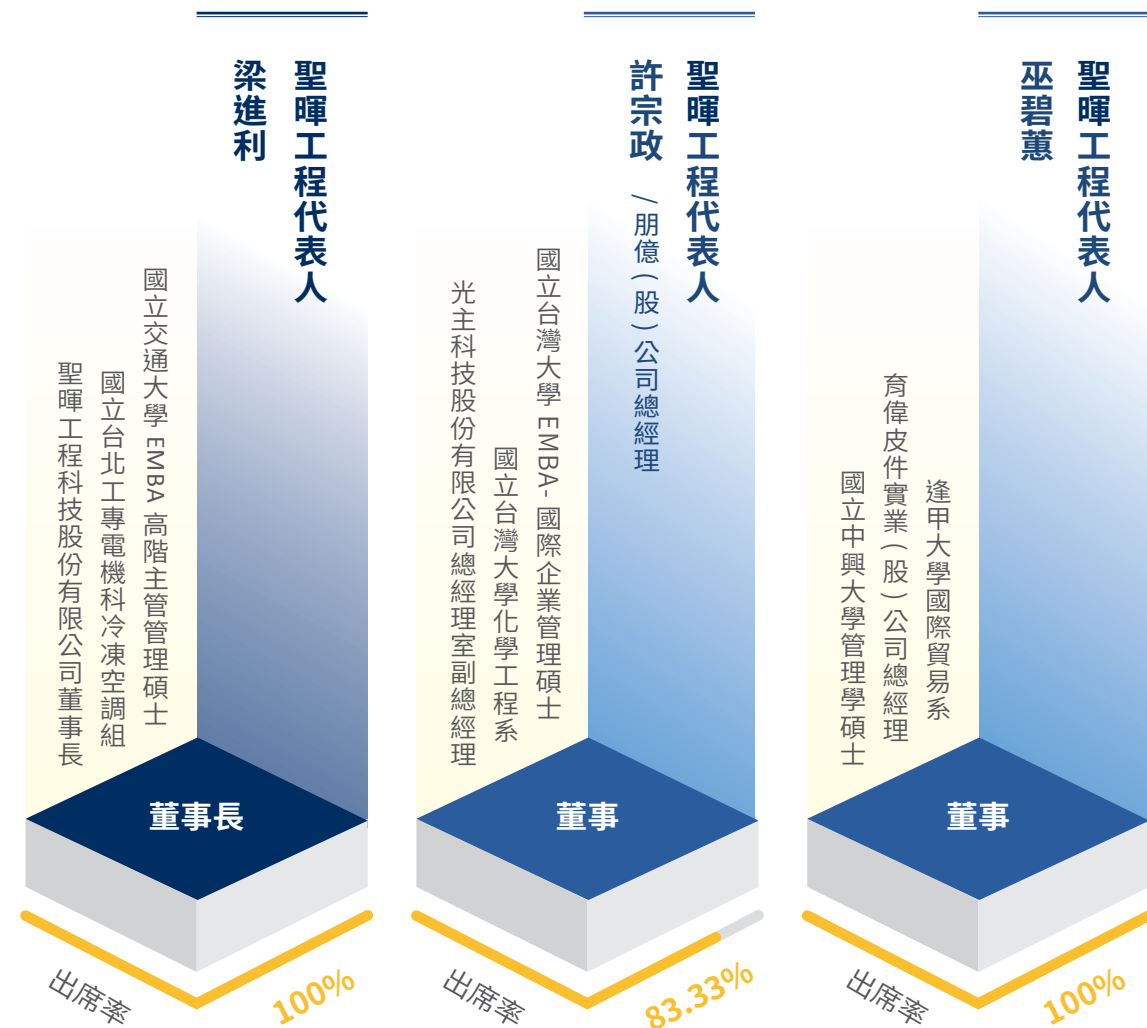 聖暉工程代表人
梁進利
國立交通大學 EMBA 高階主管管理碩士
國立台北工專電機科冷凍空調組
聖暉工程科技股份有限公司董事長
董事長
出席率
100%
聖暉工程代表人
許宗政 /朋億(股)公司總經理
國立台灣大學 EMBA- 國際企業管理碩士
國立台灣大學化學工程系
光主科技股份有限公司總經理室副總經理
董事
出席率
83.33%
聖暉工程代表人
巫碧蕙
逢甲大學國際貿易系
育偉皮件實業(股)公司總經理
國立中興大學管理學碩士
董事
出席率
100%